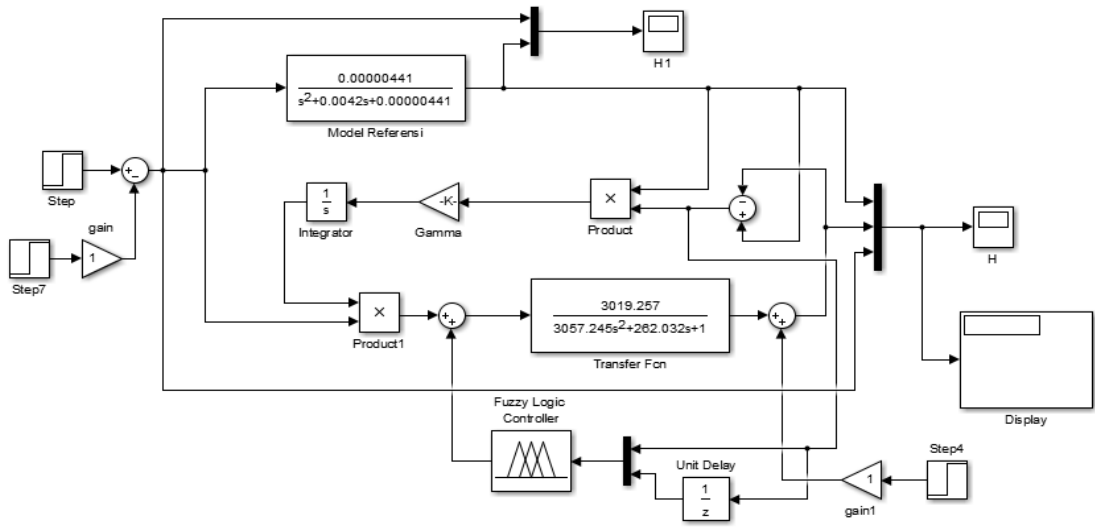 H1
0.00000441
s²+0.0042s+0.00000441
Model Referensi
+
−
Step
gain
1
Step7
1
s
Integrator
-K-
Gamma
×
Product
−
+
H
×
Product1
+
+
3019.257
3057.245s²+262.032s+1
Transfer Fcn
+
+
Display
Fuzzy Logic
Controller
Unit Delay
1
z
1
gain1
Step4